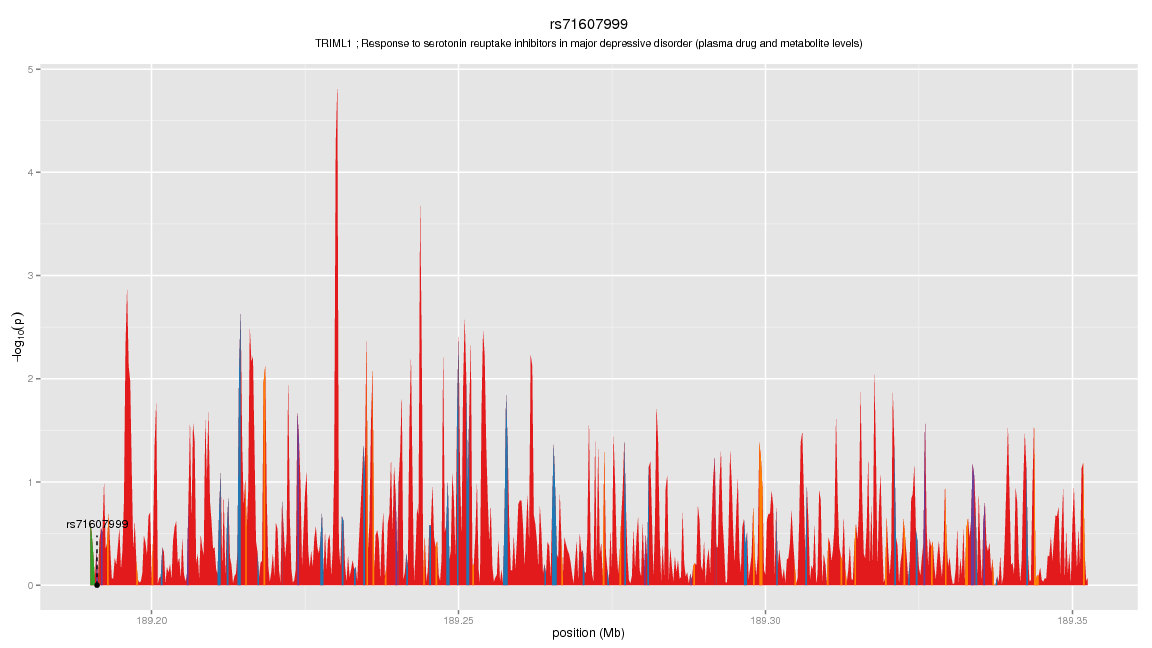 rs71607999
TRIML1 ; Response to serotonin reuptake inhibitors in major depressive disorder (plasma drug and metabolite levels)
5
4
3
2
1
0
−log10(p)
rs71607999
189.20 189.25 189.30 189.35
position (Mb)